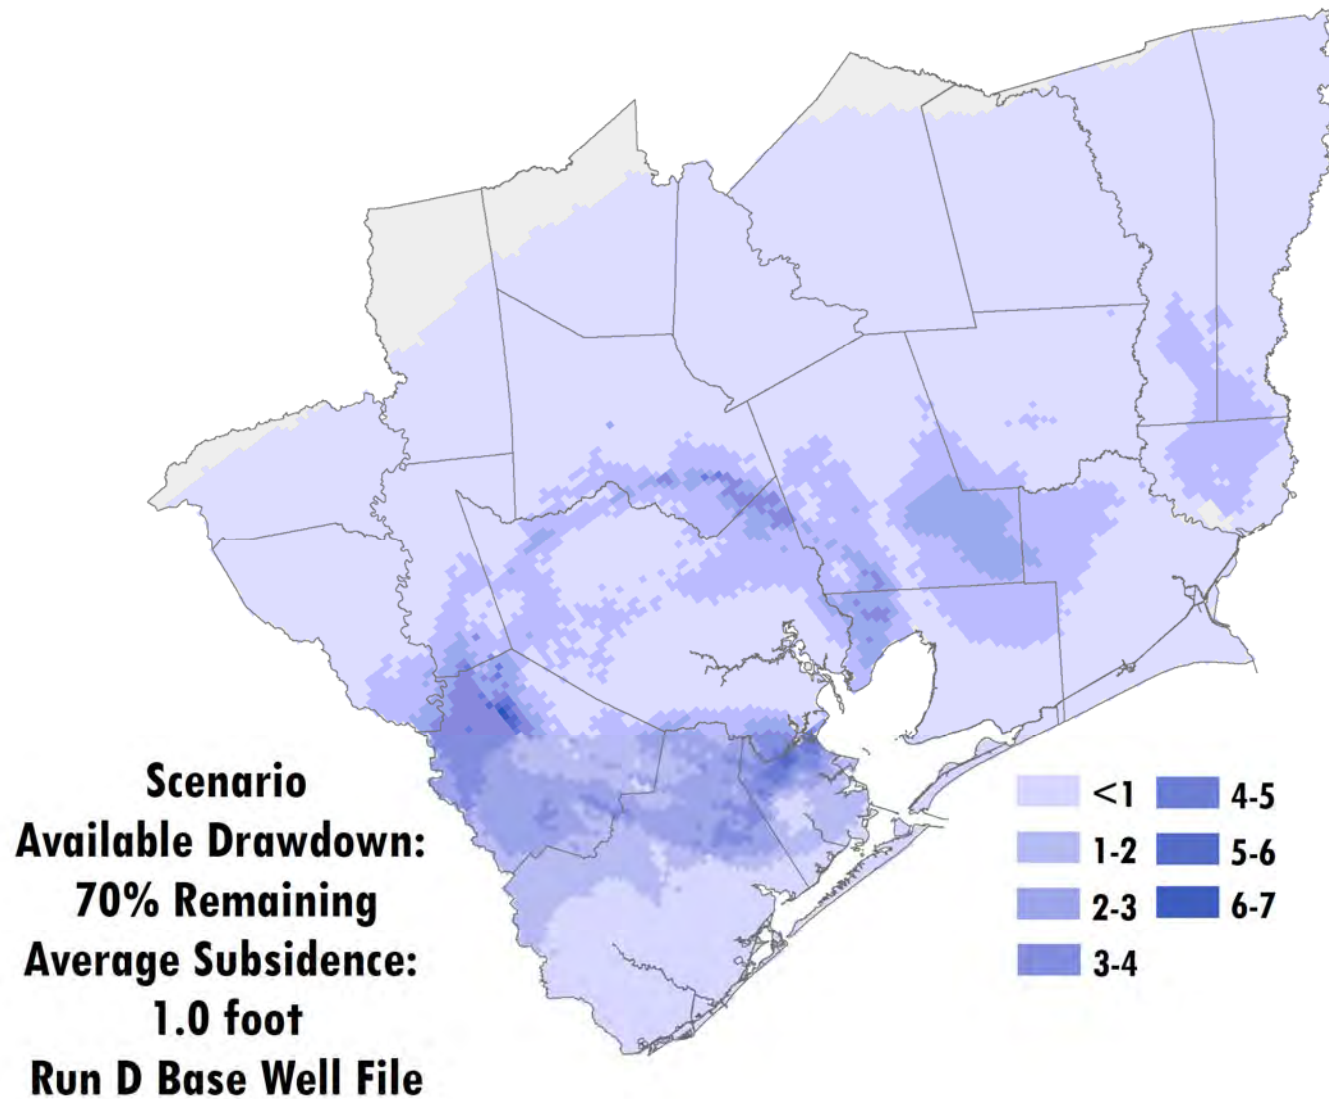 Scenario
Available Drawdown:
70% Remaining
Average Subsidence:
1.0 foot
Run D Base Well File
<1
1-2
2-3
3-4
4-5
5-6
6-7